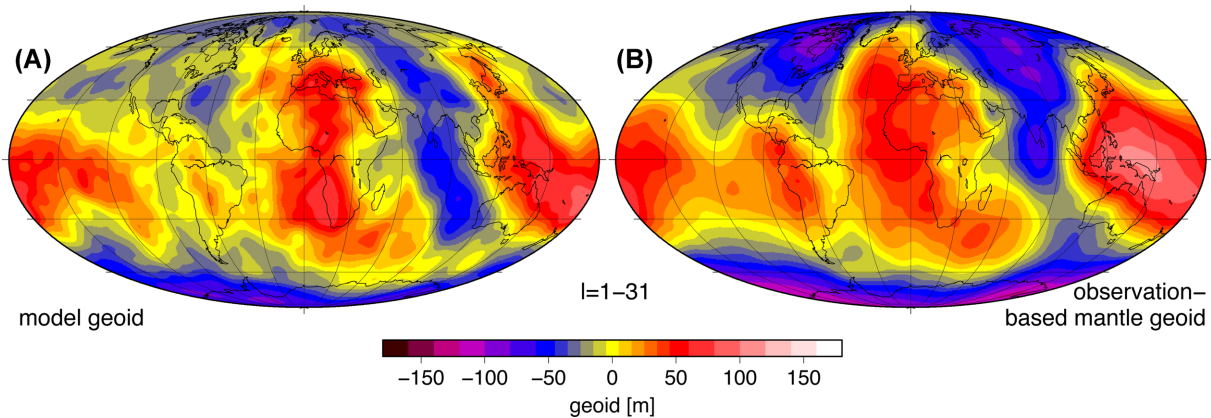 (A)
(B)
model geoid
l=1−31
observation−
based mantle geoid
−150 −100 −50 0 50 100 150
geoid [m]